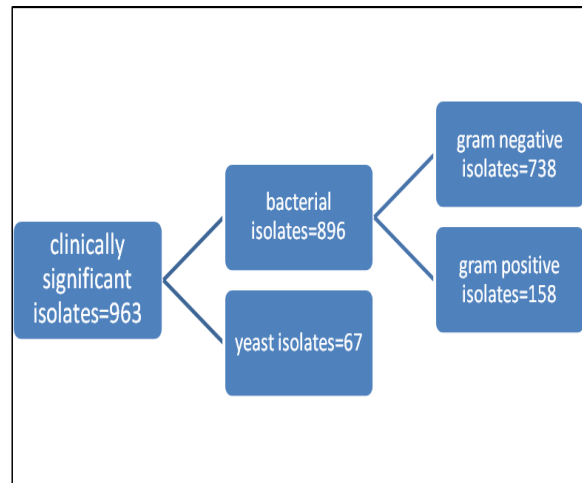 clinically
significant
isolates=963
bacterial
isolates=896
yeast isolates=67
gram negative
isolates=738
gram positive
isolates=158